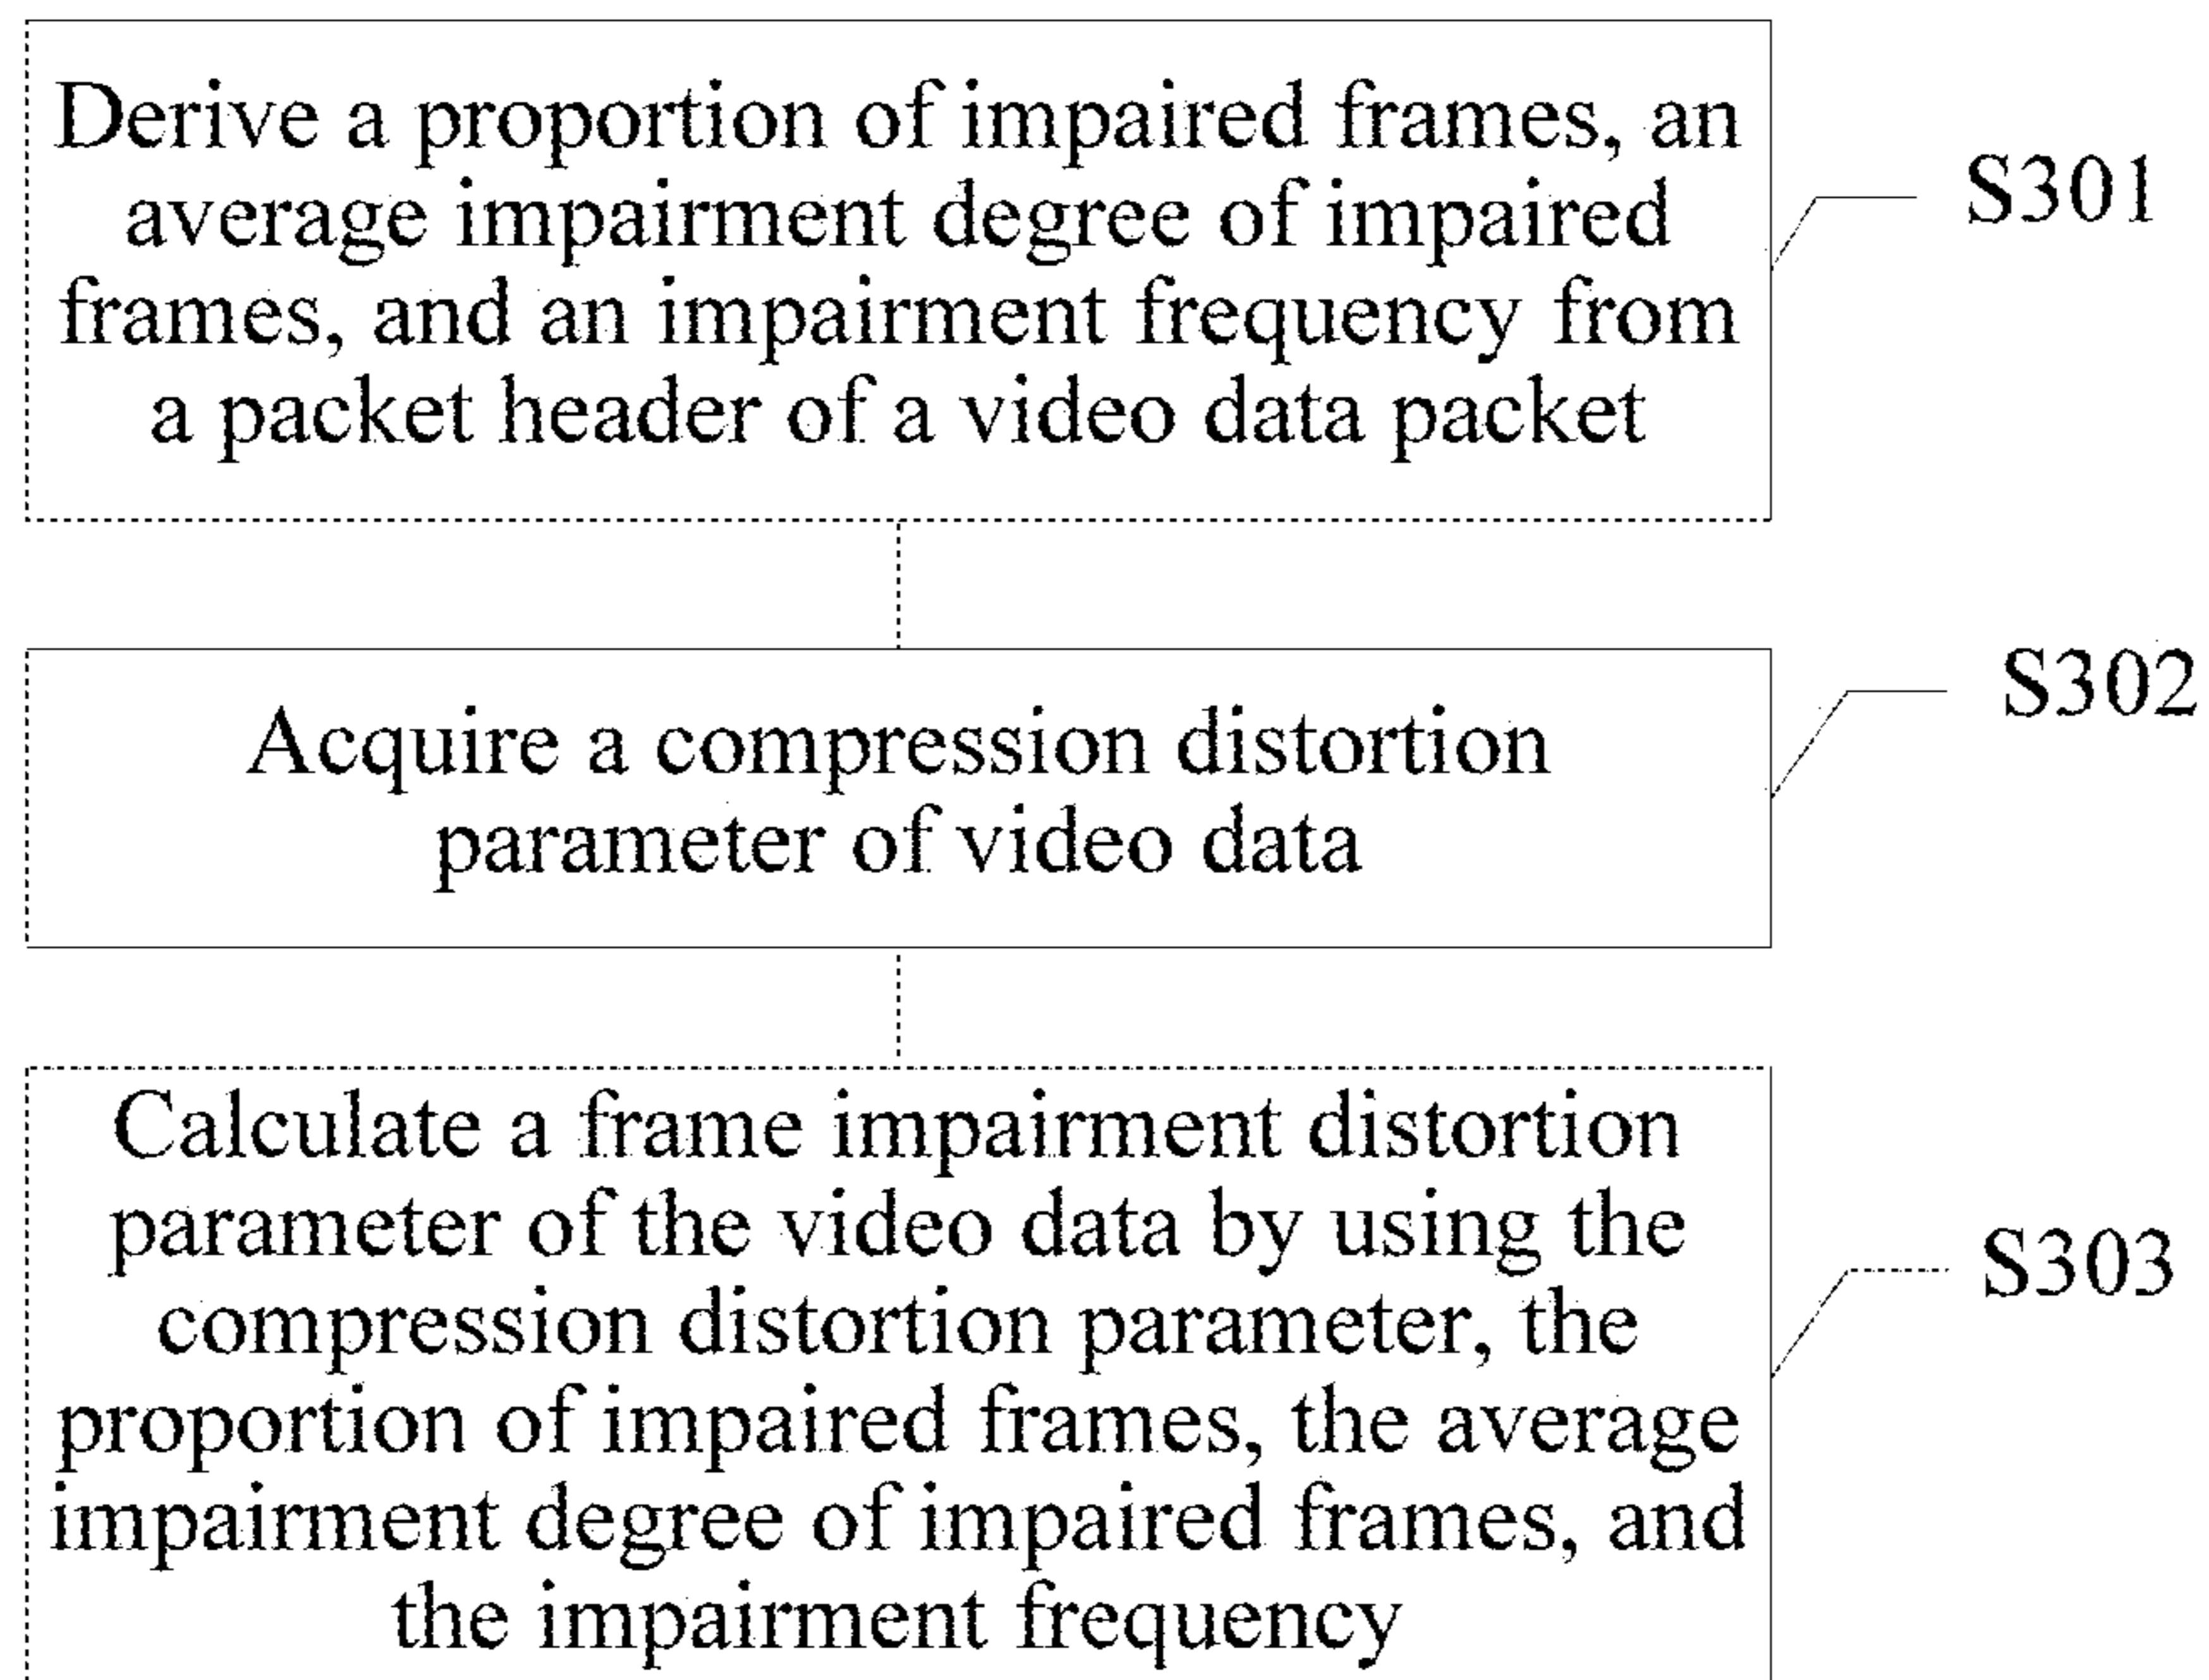 Derive a proportion of impaired frames, an
average impairment degree of impaired
frames, and an impairment frequency from
a packet header of a video data packet
S301
Acquire a compression distortion
parameter of video data
S302
Calculate a frame impairment distortion
parameter of the video data by using the
compression distortion parameter, the
proportion of impaired frames, the average
impairment degree of impaired frames, and
the impairment frequency
S303